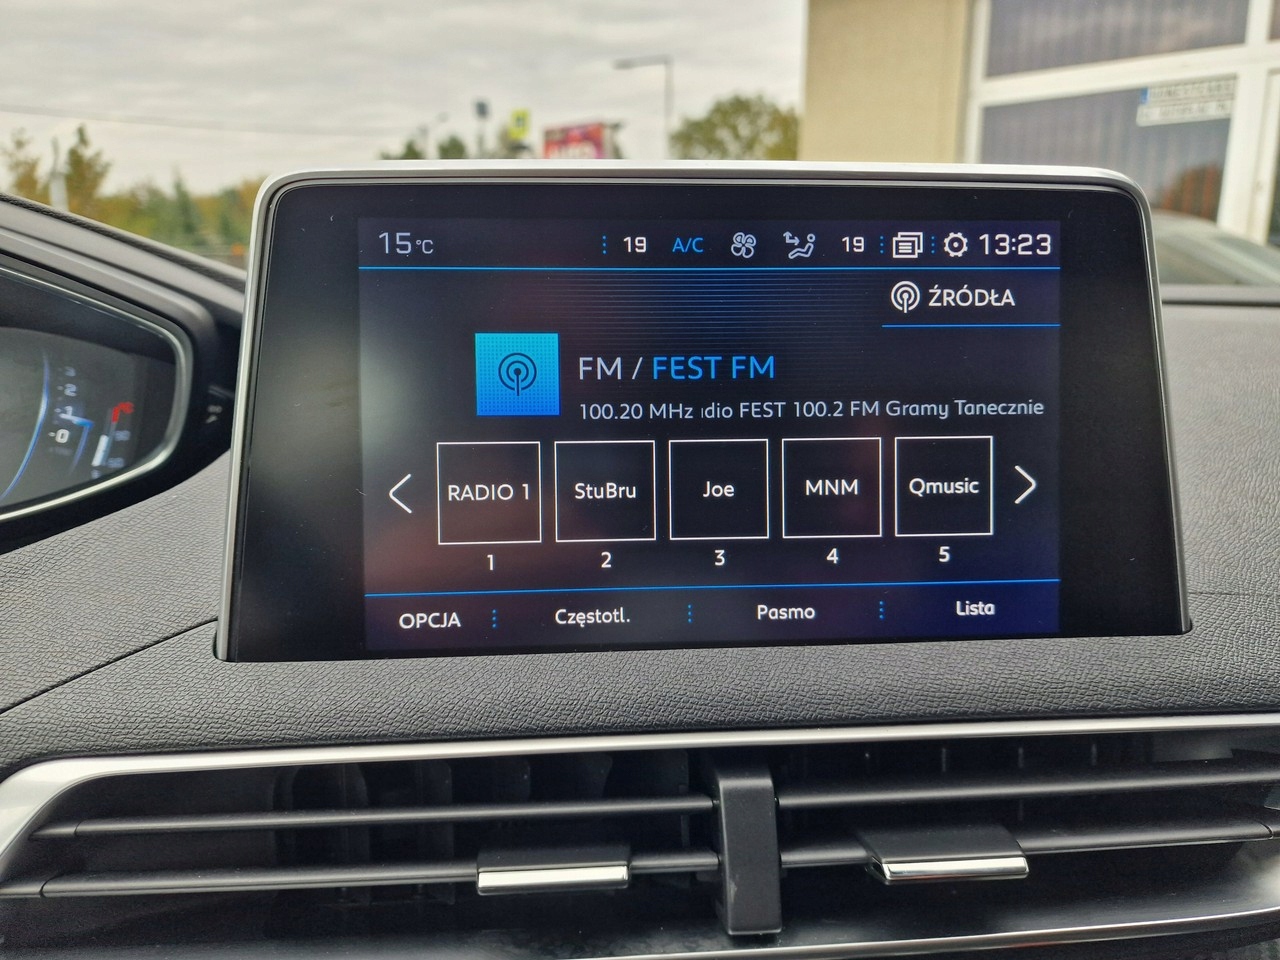 15°C 19 A/C 19 13:23
ŹRÓDŁA
FM / FEST FM
100.20 MHz dio FEST 100.2 FM Gramy Tanecznie
RADIO 1 StuBru Joe MNM Qmusic
1 2 3 4 5
OPCJA Częstotl. Pasmo Lista